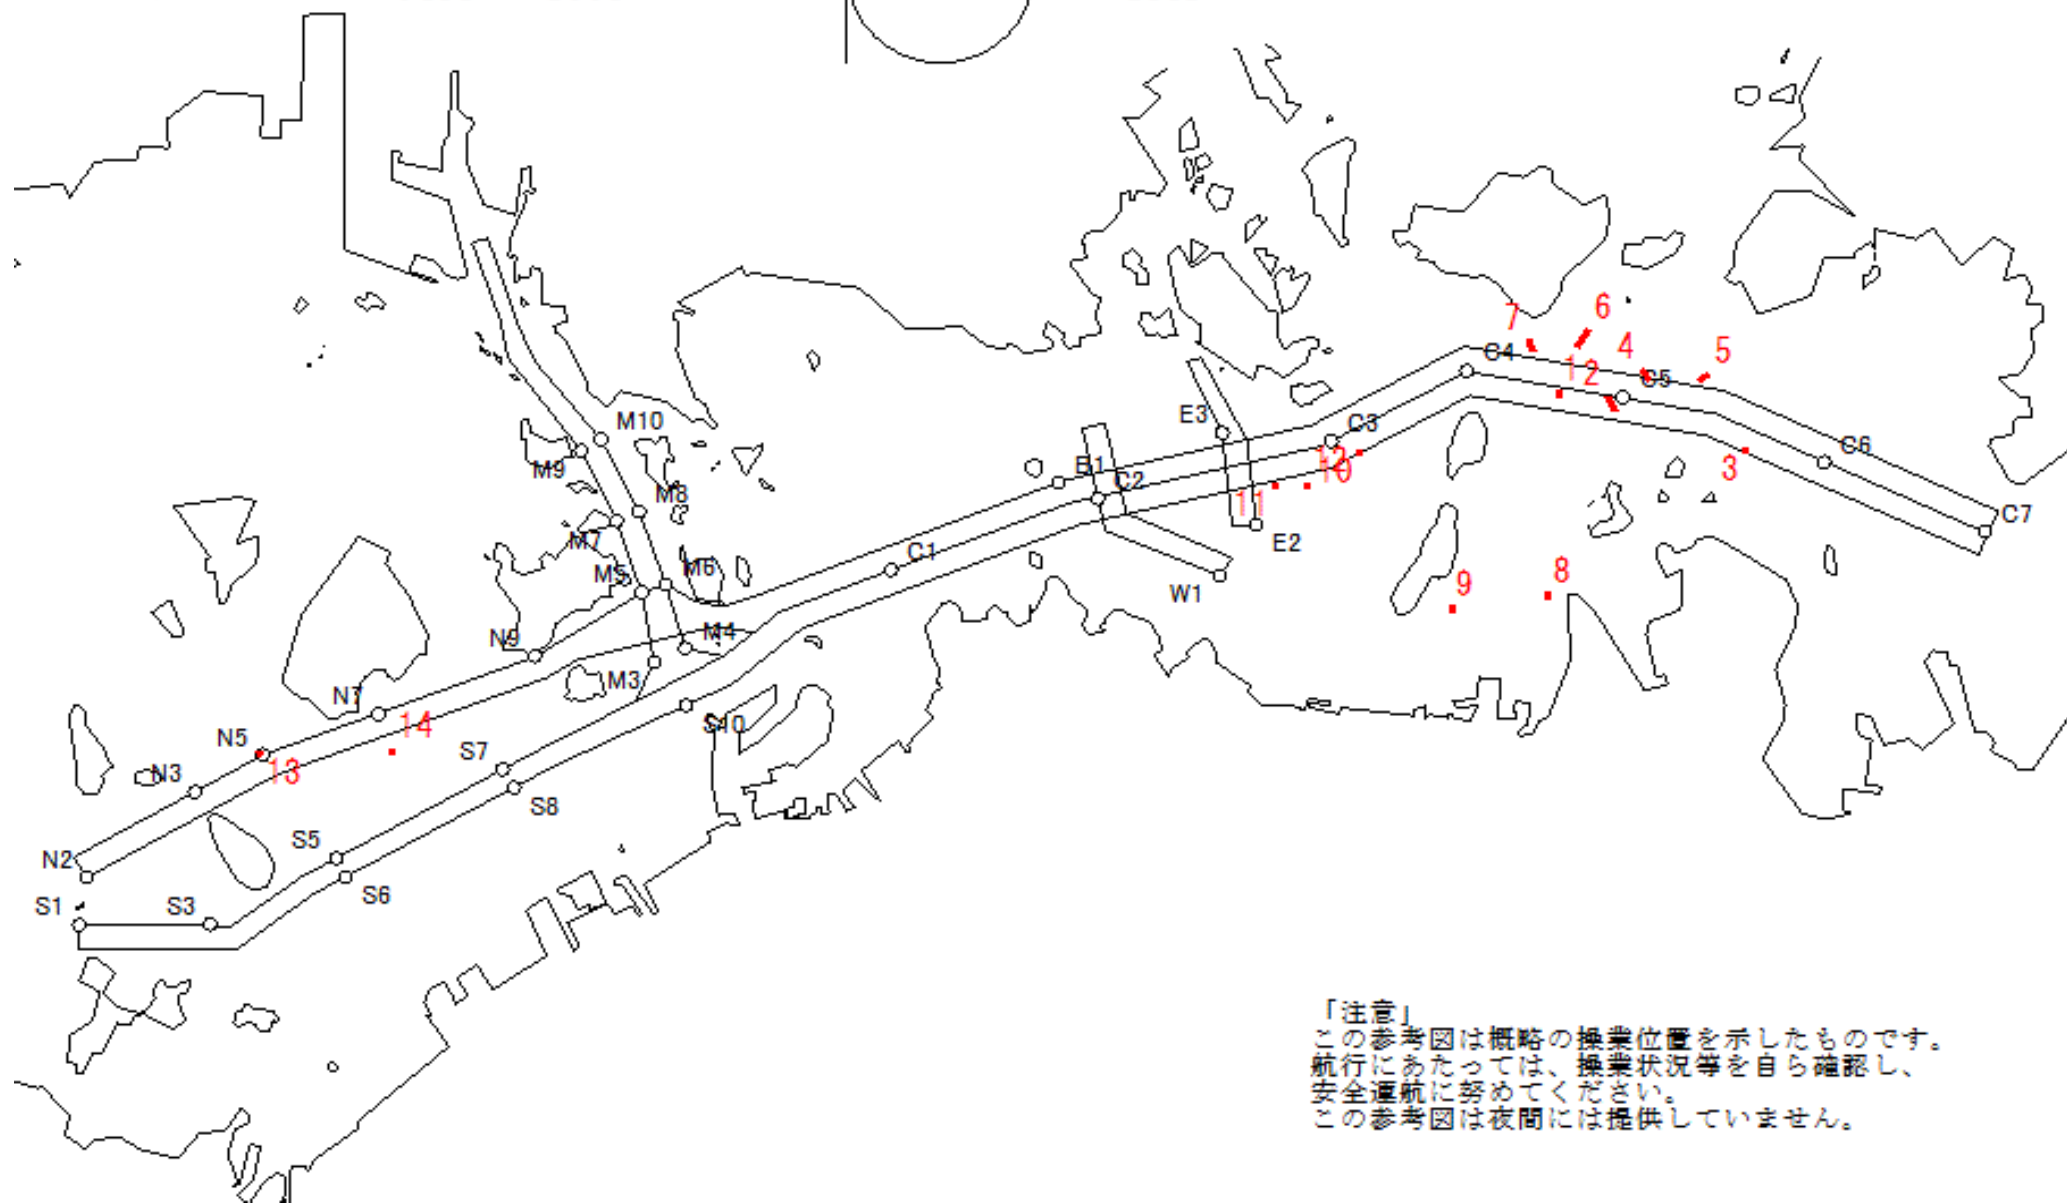 7
6
C4
1
2
4
C5
5
M10
E3
C3
C6
M9
M8
B1
C2
12
10
3
11
C7
M7
E2
C1
M5
M6
W1
9
8
N9
M4
M3
N7
14
S10
N5
S7
N3
13
S8
S5
N2
S6
S1
S3
「注意」
この参考図は概略の操業位置を示したものです。
航行にあたっては、操業状況等を自ら確認し、
安全運航に努めてください。
この参考図は夜間には提供していません。